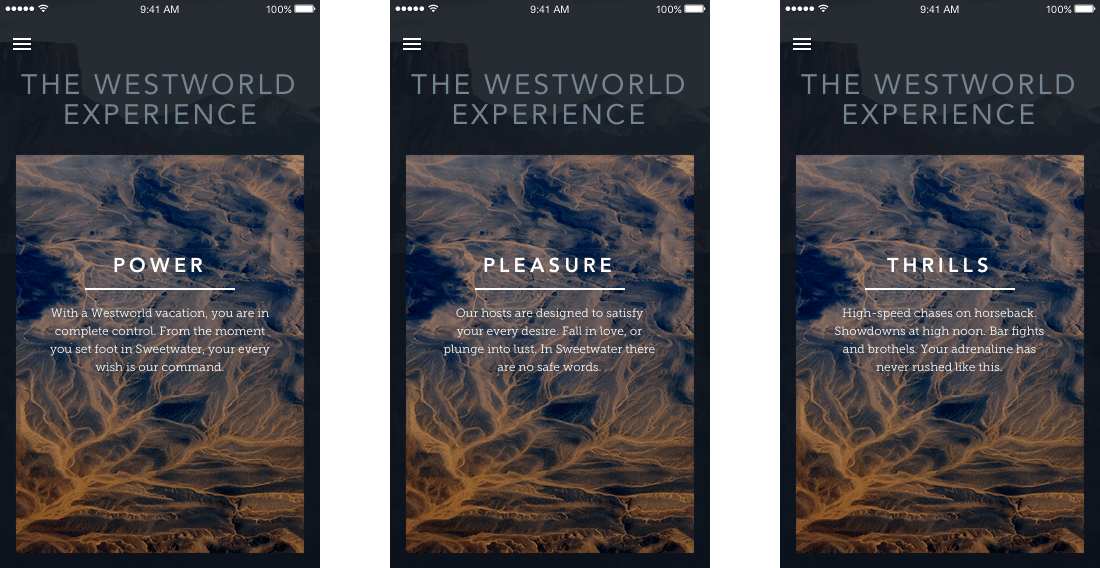 9:41 AM 100%
THE WESTWORLD
EXPERIENCE
POWER
With a Westworld vacation, you are in
complete control. From the moment
you set foot in Sweetwater, your every
wish is our command.
9:41 AM 100%
THE WESTWORLD
EXPERIENCE
PLEASURE
Our hosts are designed to satisfy
your every desire. Fall in love, or
plunge into lust. In Sweetwater there
are no safe words.
9:41 AM 100%
THE WESTWORLD
EXPERIENCE
THRILLS
High-speed chases on horseback.
Showdowns at high noon. Bar fights
and brothels. Your adrenaline has
never rushed like this.